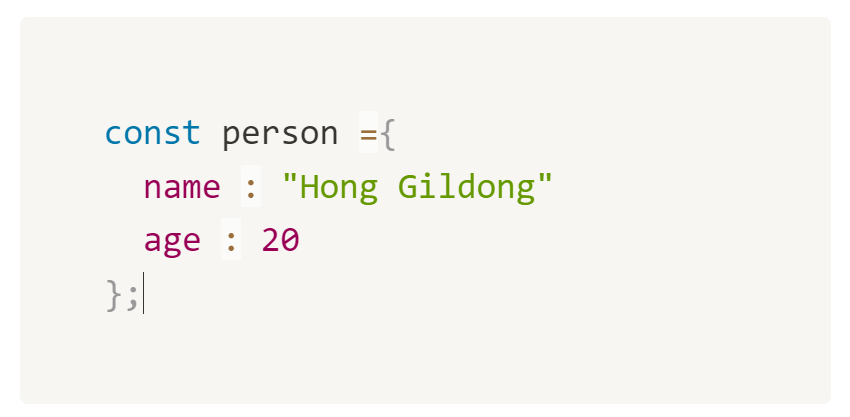 const person ={
name : "Hong Gildong"
age : 20
};